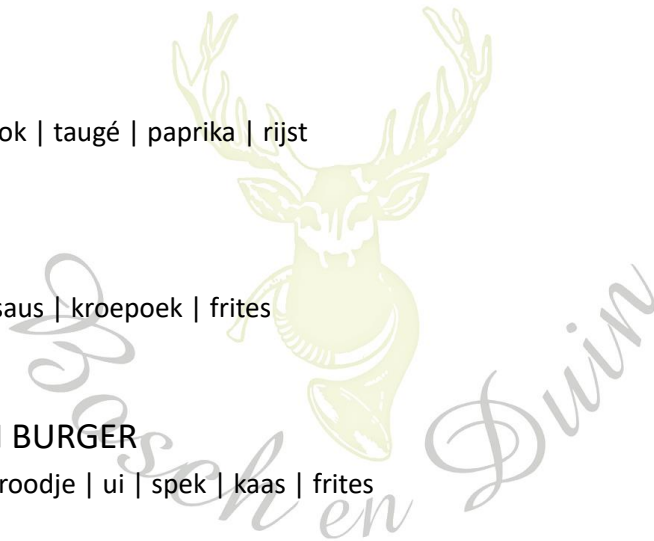 ok | taugé | paprika | rijst
saus | kroepoek | frites
BURGER
roodje | ui | spek | kaas | frites
Bosch en Duin